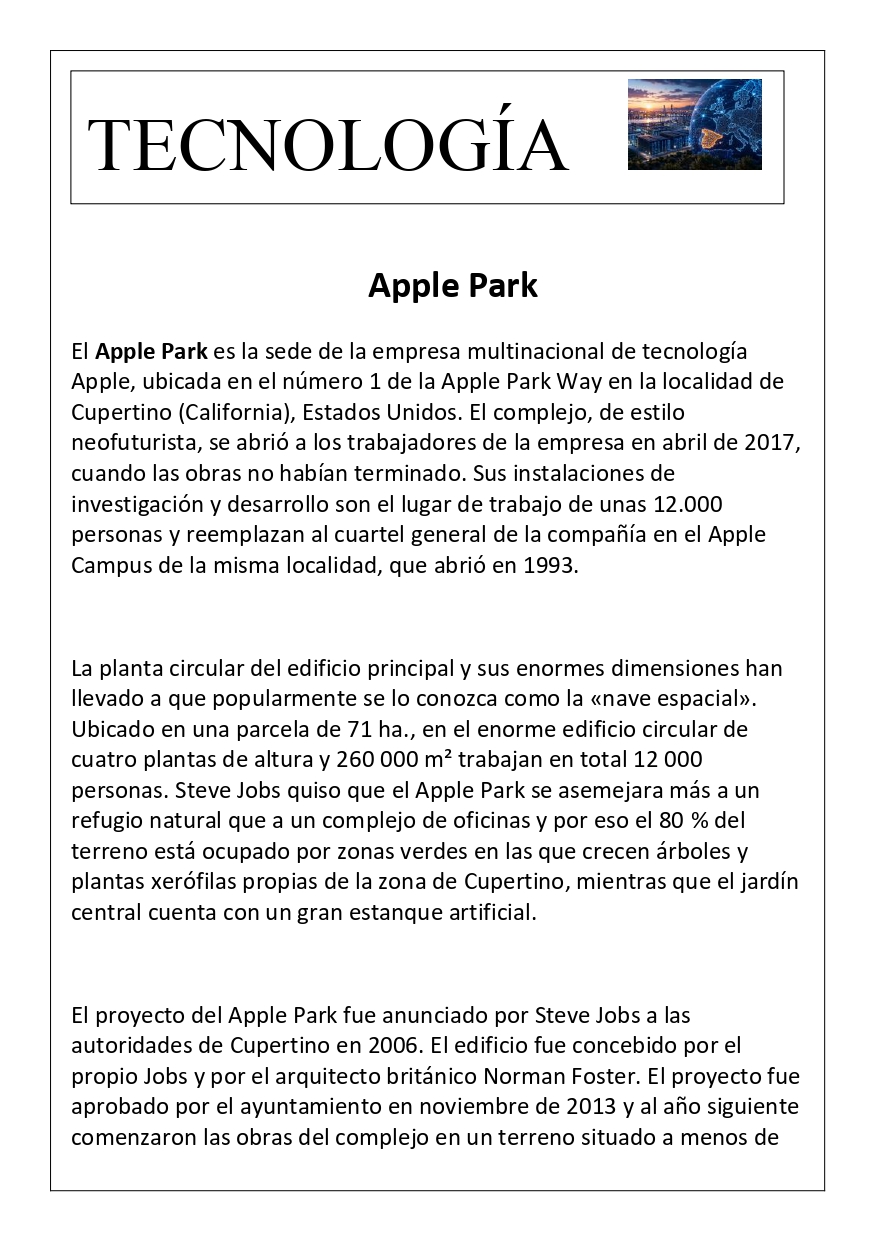 TECNOLOGÍA
Apple Park
El Apple Park es la sede de la empresa multinacional de tecnología
Apple, ubicada en el número 1 de la Apple Park Way en la localidad de
Cupertino (California), Estados Unidos. El complejo, de estilo
neofuturista, se abrió a los trabajadores de la empresa en abril de 2017,
cuando las obras no habían terminado. Sus instalaciones de
investigación y desarrollo son el lugar de trabajo de unas 12.000
personas y reemplazan al cuartel general de la compañía en el Apple
Campus de la misma localidad, que abrió en 1993.
La planta circular del edificio principal y sus enormes dimensiones han
llevado a que popularmente se lo conozca como la «nave espacial».
Ubicado en una parcela de 71 ha., en el enorme edificio circular de
cuatro plantas de altura y 260 000 m² trabajan en total 12 000
personas. Steve Jobs quiso que el Apple Park se asemejara más a un
refugio natural que a un complejo de oficinas y por eso el 80 % del
terreno está ocupado por zonas verdes en las que crecen árboles y
plantas xerófilas propias de la zona de Cupertino, mientras que el jardín
central cuenta con un gran estanque artificial.
El proyecto del Apple Park fue anunciado por Steve Jobs a las
autoridades de Cupertino en 2006. El edificio fue concebido por el
propio Jobs y por el arquitecto británico Norman Foster. El proyecto fue
aprobado por el ayuntamiento en noviembre de 2013 y al año siguiente
comenzaron las obras del complejo en un terreno situado a menos de